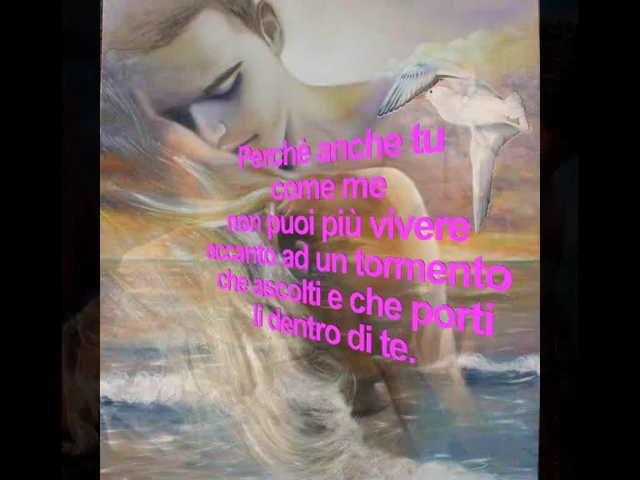 Perchè anche tu
come me
non puoi più vivere
accanto ad un tormento
che ascolti e che porti
lì dentro di te.